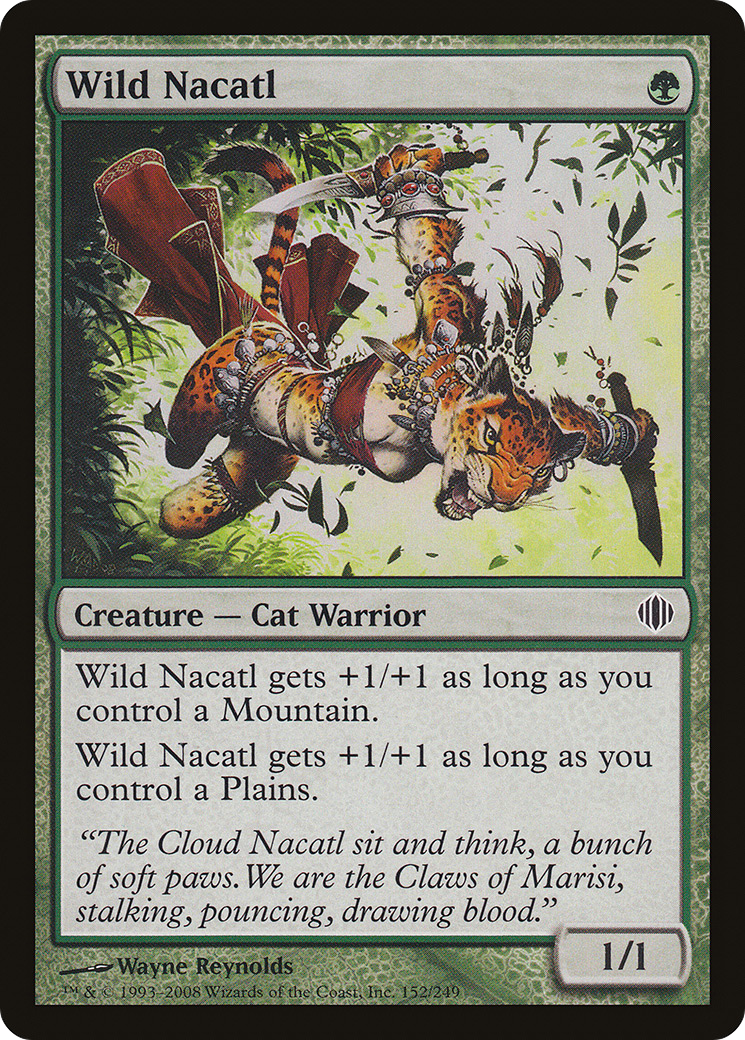 Wild Nacatl
Creature — Cat Warrior
Wild Nacatl gets +1/+1 as long as you
control a Mountain.
Wild Nacatl gets +1/+1 as long as you
control a Plains.
“The Cloud Nacatl sit and think, a bunch
of soft paws. We are the Claws of Marisi,
stalking, pouncing, drawing blood.”
1/1
Wayne Reynolds
™ & © 1993–2008 Wizards of the Coast, Inc. 152/249